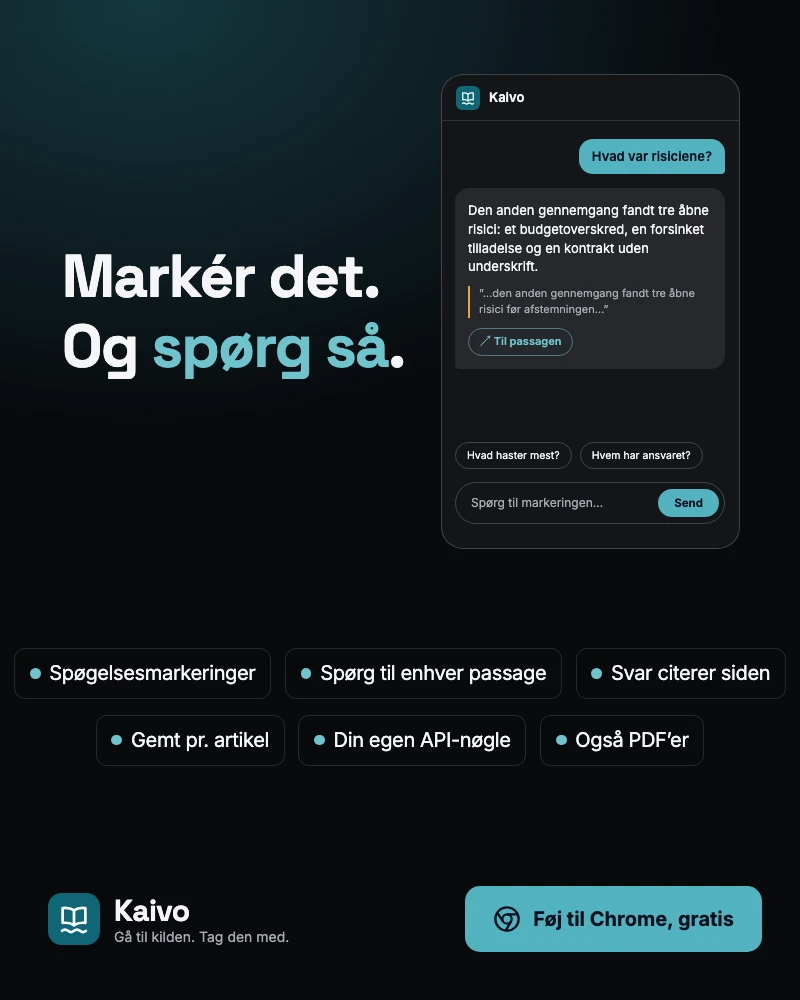 Kaivo
Hvad var risiciene?
Den anden gennemgang fandt tre åbne
risici: et budgetoverskred, en forsinket
tilladelse og en kontrakt uden
underskrift.
"…den anden gennemgang fandt tre åbne
risici før afstemningen…"
↗ Til passagen
Hvad haster mest?
Hvem har ansvaret?
Spørg til markeringen…
Send
Markér det.
Og spørg så.
Spøgelsesmarkeringer
Spørg til enhver passage
Svar citerer siden
Gemt pr. artikel
Din egen API-nøgle
Også PDF’er
Kaivo
Gå til kilden. Tag den med.
Føj til Chrome, gratis